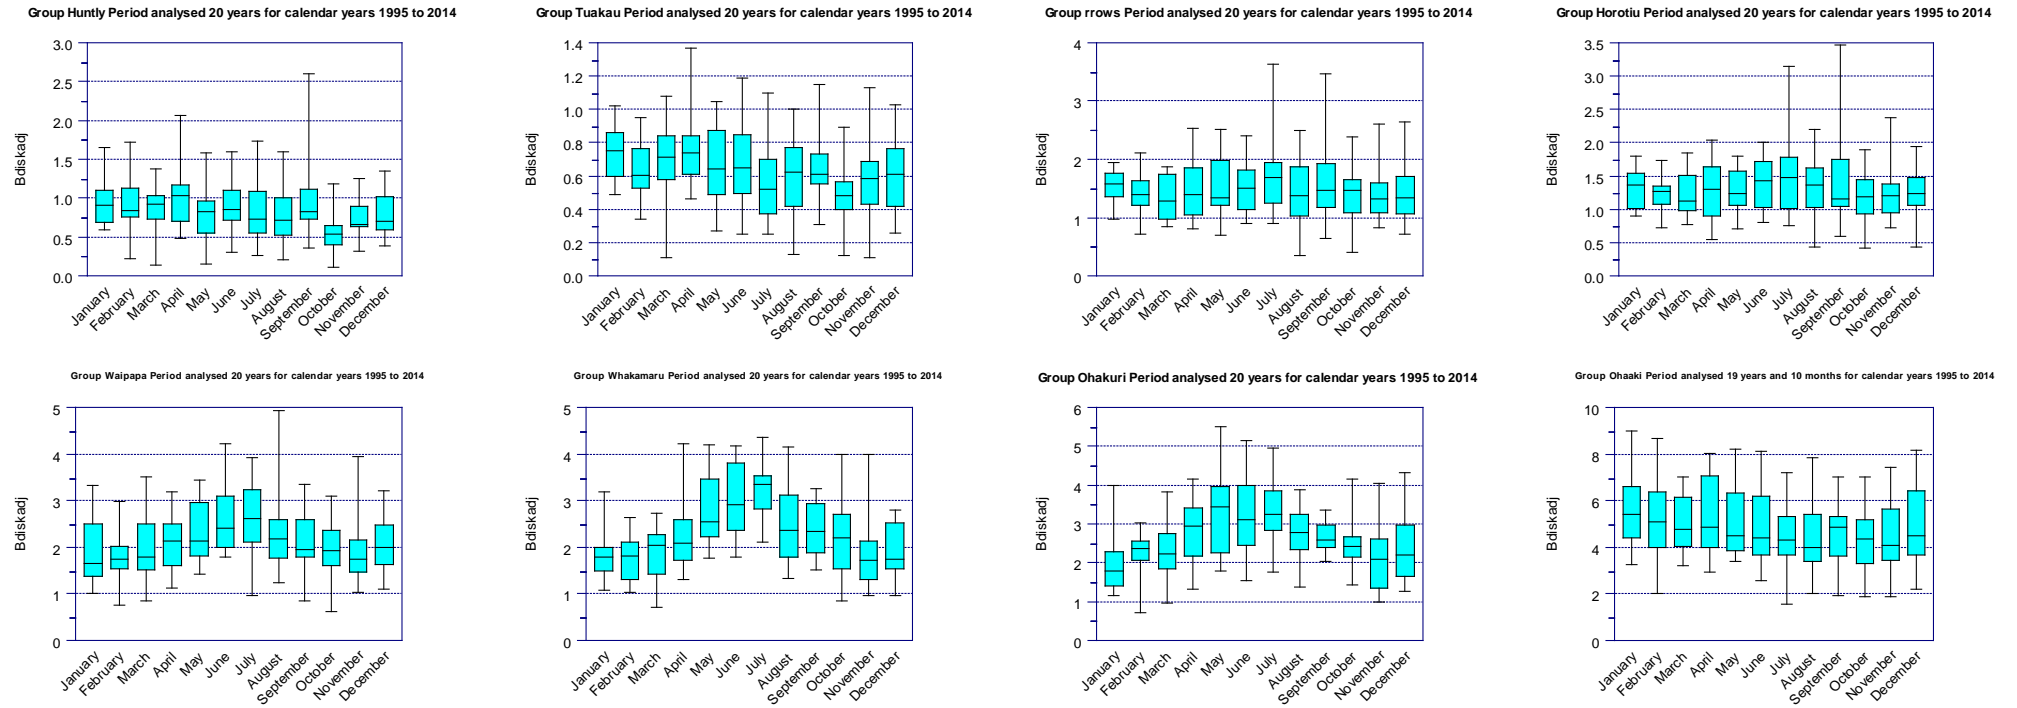 Group Huntly Period analysed 20 years for calendar years 1995 to 2014
Bdiskadj
3.0
2.5
2.0
1.5
1.0
0.5
0.0
January
February
March
April
May
June
July
August
September
October
November
December
Group Tuakau Period analysed 20 years for calendar years 1995 to 2014
Bdiskadj
1.4
1.2
1.0
0.8
0.6
0.4
0.2
0.0
January
February
March
April
May
June
July
August
September
October
November
December
Group rrows Period analysed 20 years for calendar years 1995 to 2014
Bdiskadj
4
3
2
1
0
January
February
March
April
May
June
July
August
September
October
November
December
Group Horotiu Period analysed 20 years for calendar years 1995 to 2014
Bdiskadj
3.5
3.0
2.5
2.0
1.5
1.0
0.5
0.0
January
February
March
April
May
June
July
August
September
October
November
December
Group Waipapa Period analysed 20 years for calendar years 1995 to 2014
Bdiskadj
5
4
3
2
1
0
January
February
March
April
May
June
July
August
September
October
November
December
Group Whakamaru Period analysed 20 years for calendar years 1995 to 2014
Bdiskadj
5
4
3
2
1
0
January
February
March
April
May
June
July
August
September
October
November
December
Group Ohakuri Period analysed 20 years for calendar years 1995 to 2014
Bdiskadj
6
5
4
3
2
1
0
January
February
March
April
May
June
July
August
September
October
November
December
Group Ohaaki Period analysed 19 years and 10 months for calendar years 1995 to 2014
Bdiskadj
10
8
6
4
2
0
January
February
March
April
May
June
July
August
September
October
November
December